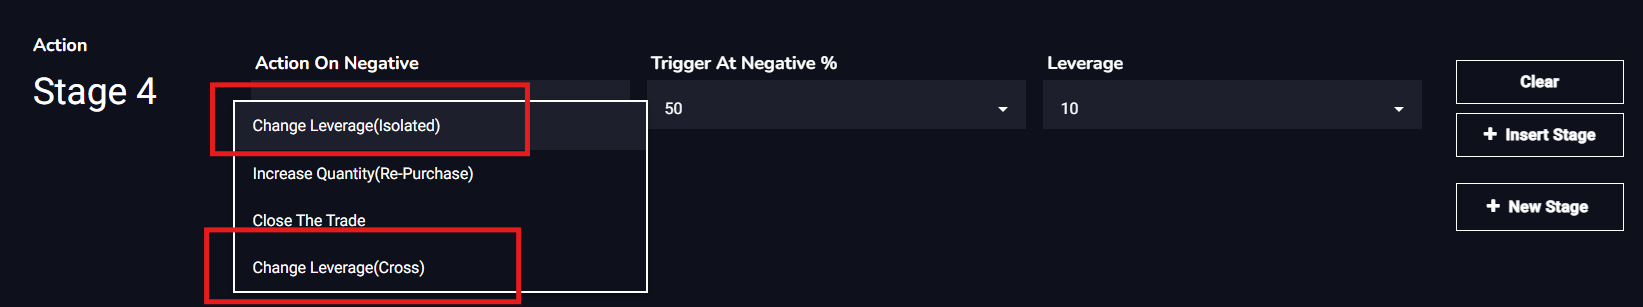 Action
Stage 4
Action On Negative
Trigger At Negative %
Leverage
50
10
Change Leverage(Isolated)
Increase Quantity(Re-Purchase)
Close The Trade
Change Leverage(Cross)
Clear
+ Insert Stage
+ New Stage